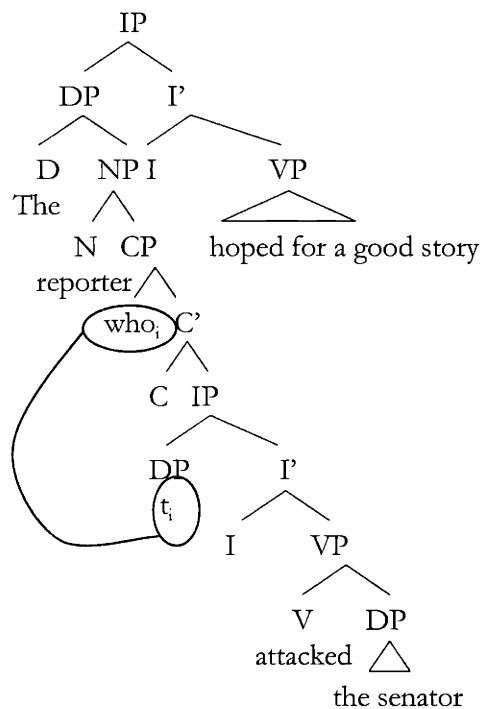 IP
DP I'
D NP I VP
The
N CP hoped for a good story
reporter
whoᵢ C'
C IP
DP I'
tᵢ
I VP
V DP
attacked
the senator